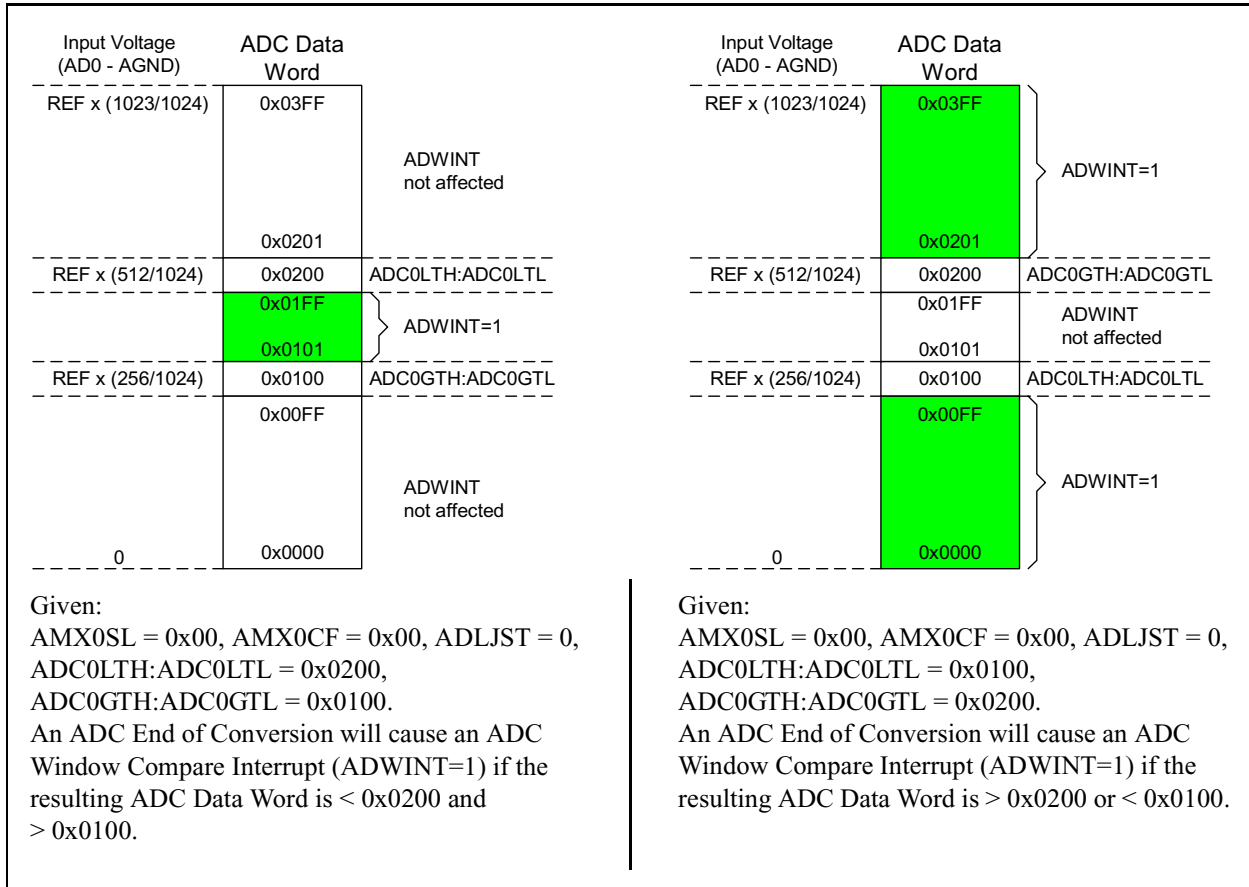 Input Voltage
(AD0 - AGND)
ADC Data
Word
REF x (1023/1024)
0x03FF
ADWINT
not affected
0x0201
REF x (512/1024)
0x0200
ADC0LTH:ADC0LTL
0x01FF
ADWINT=1
0x0101
REF x (256/1024)
0x0100
ADC0GTH:ADC0GTL
0x00FF
ADWINT
not affected
0
0x0000
Given:
AMX0SL = 0x00, AMX0CF = 0x00, ADLJST = 0,
ADC0LTH:ADC0LTL = 0x0200,
ADC0GTH:ADC0GTL = 0x0100.
An ADC End of Conversion will cause an ADC
Window Compare Interrupt (ADWINT=1) if the
resulting ADC Data Word is < 0x0200 and
> 0x0100.
Input Voltage
(AD0 - AGND)
ADC Data
Word
REF x (1023/1024)
0x03FF
ADWINT=1
0x0201
REF x (512/1024)
0x0200
ADC0GTH:ADC0GTL
0x01FF
ADWINT
not affected
0x0101
REF x (256/1024)
0x0100
ADC0LTH:ADC0LTL
0x00FF
ADWINT=1
0
0x0000
Given:
AMX0SL = 0x00, AMX0CF = 0x00, ADLJST = 0,
ADC0LTH:ADC0LTL = 0x0100,
ADC0GTH:ADC0GTL = 0x0200.
An ADC End of Conversion will cause an ADC
Window Compare Interrupt (ADWINT=1) if the
resulting ADC Data Word is > 0x0200 or < 0x0100.